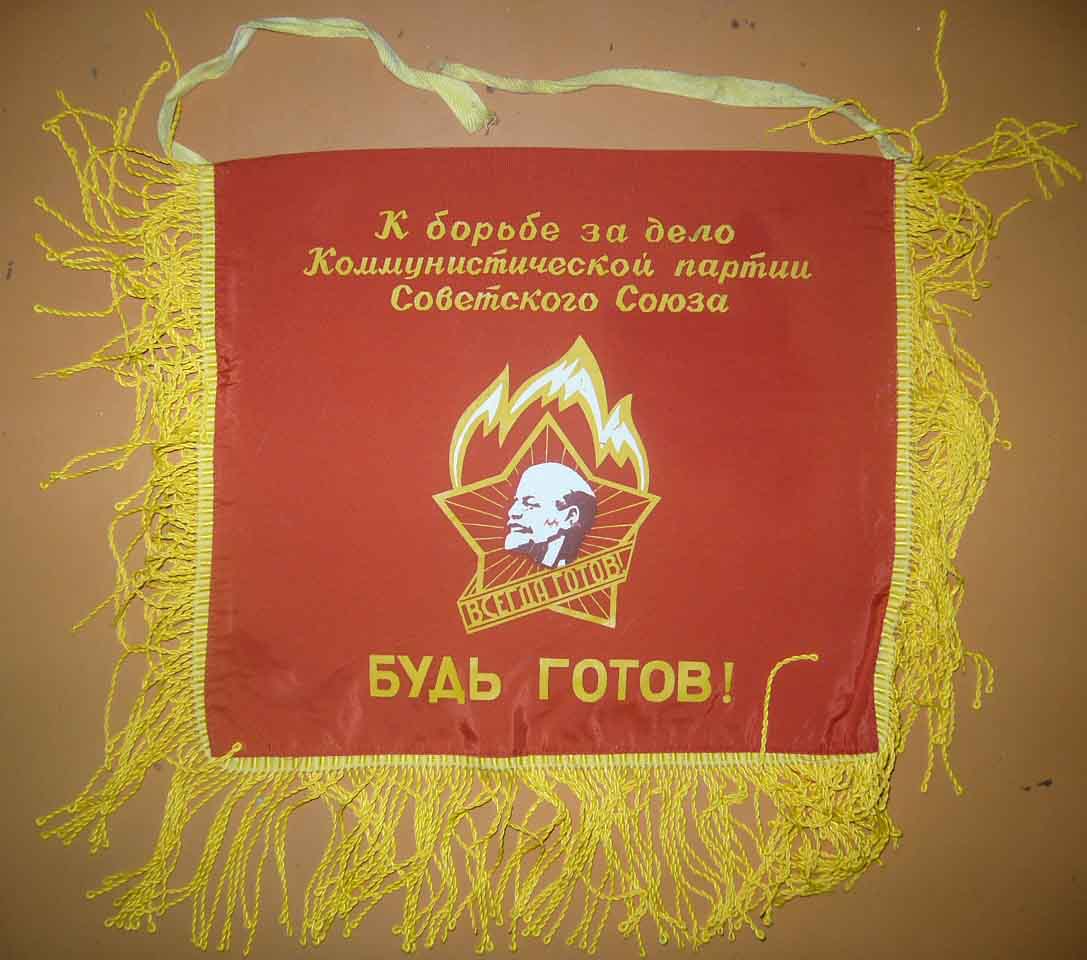 К борьбе за дело
Коммунистической партии
Советского Союза
ВСЕГДА ГОТОВ!
БУДЬ ГОТОВ!